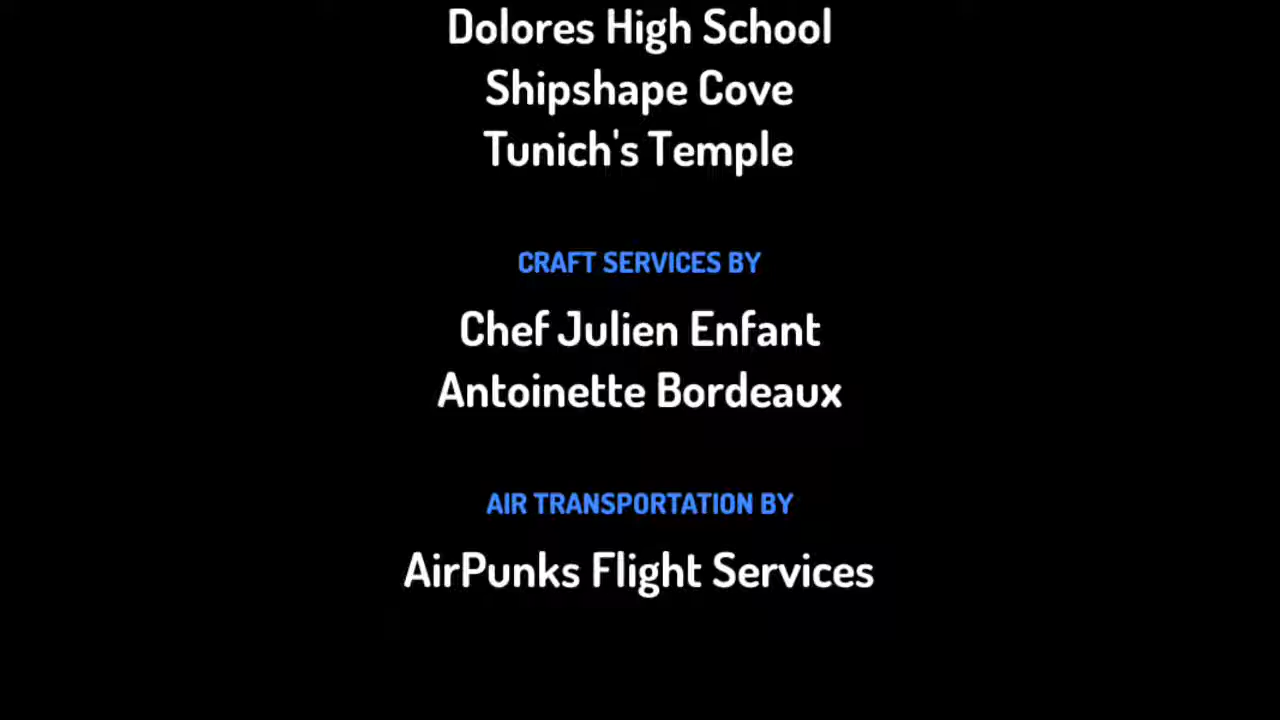 Dolores High School
Shipshape Cove
Tunich's Temple
CRAFT SERVICES BY
Chef Julien Enfant
Antoinette Bordeaux
AIR TRANSPORTATION BY
AirPunks Flight Services